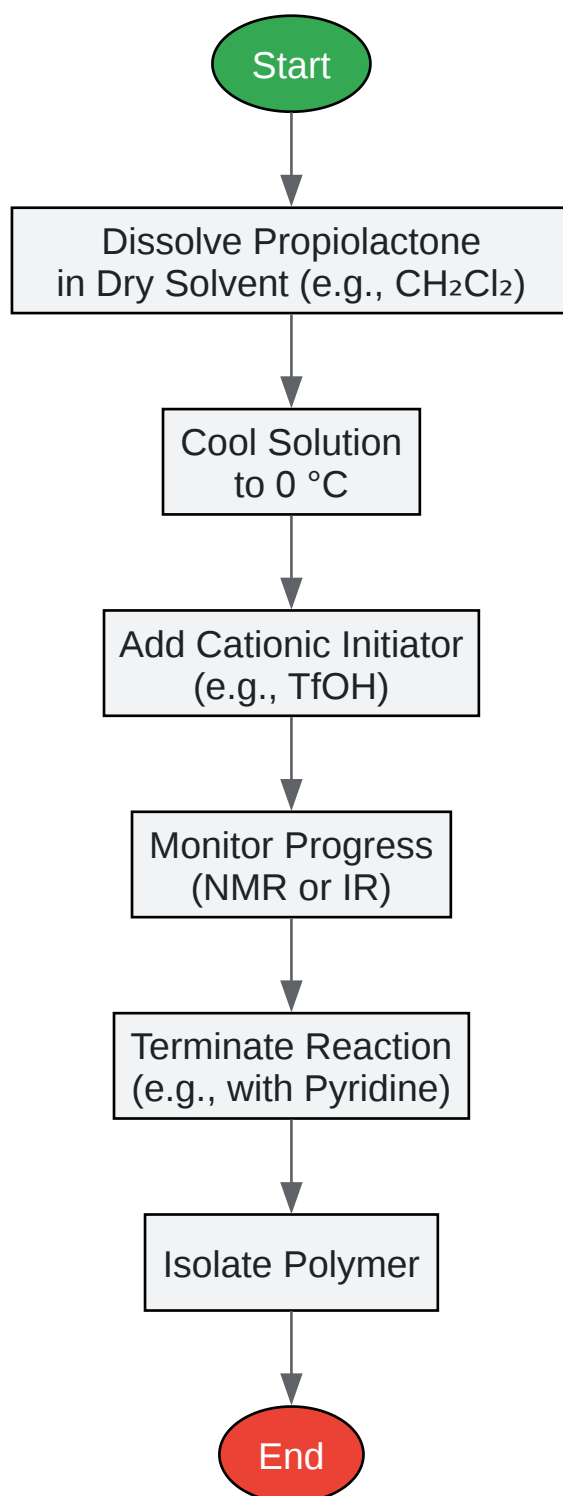 Start
Dissolve Propiolactone
in Dry Solvent (e.g., CH₂Cl₂)
Cool Solution
to 0 °C
Add Cationic Initiator
(e.g., TfOH)
Monitor Progress
(NMR or IR)
Terminate Reaction
(e.g., with Pyridine)
Isolate Polymer
End